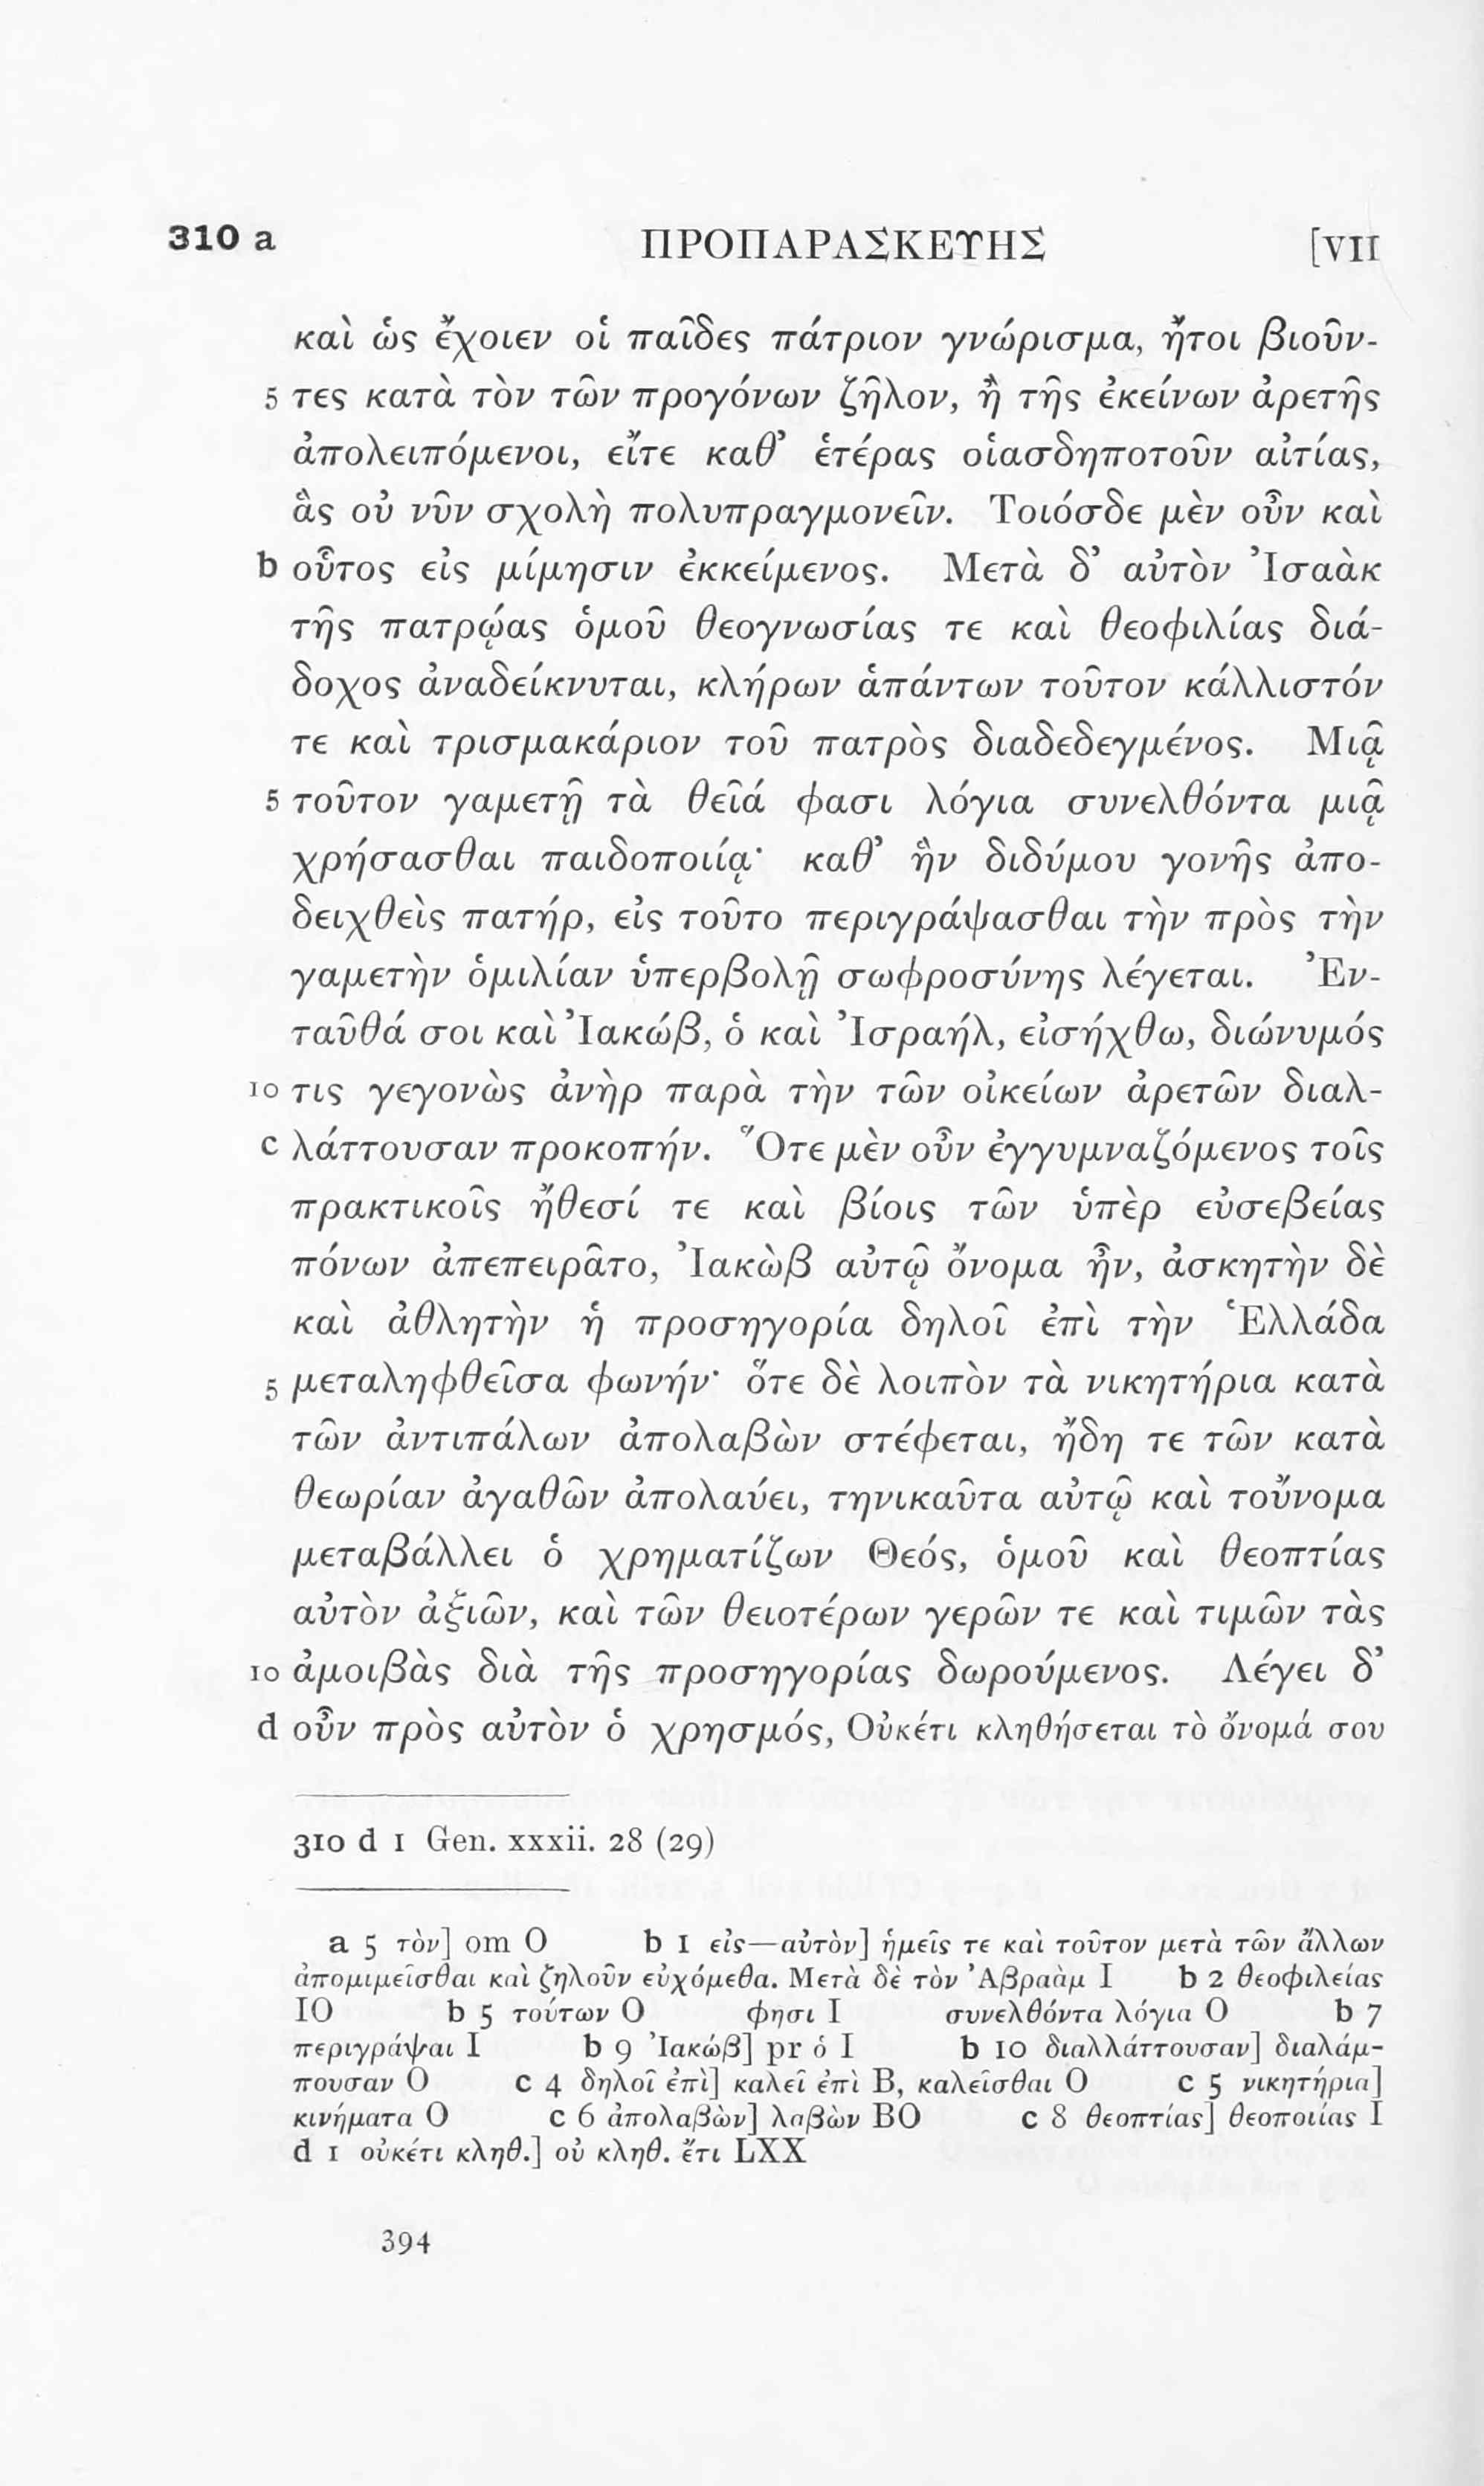 310 a ΠΡΟΠΑΡΑΣΚΕΥΗΣ [VII
καὶ ὡς ἔχοιεν οἱ παῖδες πάτριον γνώρισμα, ἤτοι βιοῦν-
5 τες κατὰ τὸν τῶν προγόνων ζῆλον, ἢ τῆς ἐκείνων ἀρετῆς
ἀπολειπόμενοι, εἴτε καθ’ ἑτέρας οἱασδηποτοῦν αἰτίας,
ἃς οὐ νῦν σχολὴ πολυπραγμονεῖν. Τοιόσδε μὲν οὖν καὶ
b οὗτος εἰς μίμησιν ἐκκείμενος. Μετὰ δ’ αὐτὸν Ἰσαὰκ
τῆς πατρῴας ὁμοῦ θεογνωσίας τε καὶ θεοφιλίας διά-
δοχος ἀναδείκνυται, κλήρων ἁπάντων τοῦτον κάλλιστόν
τε καὶ τρισμακάριον τοῦ πατρὸς διαδεδεγμένος. Μιᾷ
5 τοῦτον γαμετῇ τὰ θεῖά φασι λόγια συνελθόντα μιᾷ
χρήσασθαι παιδοποιίᾳ· καθ’ ἣν διδύμου γονῆς ἀπο-
δειχθεὶς πατήρ, εἰς τοῦτο περιγράψασθαι τὴν πρὸς τὴν
γαμετὴν ὁμιλίαν ὑπερβολῇ σωφροσύνης λέγεται. Ἐν-
ταῦθά σοι καὶ Ἰακώβ, ὁ καὶ Ἰσραήλ, εἰσήχθω, διώνυμός
10 τις γεγονὼς ἀνὴρ παρὰ τὴν τῶν οἰκείων ἀρετῶν διαλ-
c λάττουσαν προκοπήν. Ὅτε μὲν οὖν ἐγγυμναζόμενος τοῖς
πρακτικοῖς ἤθεσί τε καὶ βίοις τῶν ὑπὲρ εὐσεβείας
πόνων ἀπεπειρᾶτο, Ἰακὼβ αὐτῷ ὄνομα ἦν, ἀσκητὴν δὲ
καὶ ἀθλητὴν ἡ προσηγορία δηλοῖ ἐπὶ τὴν Ἑλλάδα
5 μεταληφθεῖσα φωνήν· ὅτε δὲ λοιπὸν τὰ νικητήρια κατὰ
τῶν ἀντιπάλων ἀπολαβὼν στέφεται, ἤδη τε τῶν κατὰ
θεωρίαν ἀγαθῶν ἀπολαύει, τηνικαῦτα αὐτῷ καὶ τοὔνομα
μεταβάλλει ὁ χρηματίζων Θεός, ὁμοῦ καὶ θεοπτίας
αὐτὸν ἀξιῶν, καὶ τῶν θειοτέρων γερῶν τε καὶ τιμῶν τὰς
10 ἀμοιβὰς διὰ τῆς προσηγορίας δωρούμενος. Λέγει δ’
d οὖν πρὸς αὐτὸν ὁ χρησμός, Οὐκέτι κληθήσεται τὸ ὄνομά σου
310 d 1 Gen. xxxii. 28 (29)
a 5 τὸν] om O b 1 εἰς—αὐτὸν] ἡμεῖς τε καὶ τοῦτον μετὰ τῶν ἄλλων
ἀπομιμεῖσθαι καὶ ζηλοῦν εὐχόμεθα. Μετὰ δὲ τὸν Ἀβραὰμ I b 2 θεοφιλείας
IO b 5 τούτων O φησι I συνελθόντα λόγια O b 7
περιγράψαι I b 9 Ἰακώβ] pr ὁ I b 10 διαλλάττουσαν] διαλάμ-
πουσαν O c 4 δηλοῖ ἐπὶ] καλεῖ ἐπὶ B, καλεῖσθαι O c 5 νικητήρια]
κινήματα O c 6 ἀπολαβὼν] λαβὼν BO c 8 θεοπτίας] θεοποιίας I
d 1 οὐκέτι κληθ.] οὐ κληθ. ἔτι LXX
394